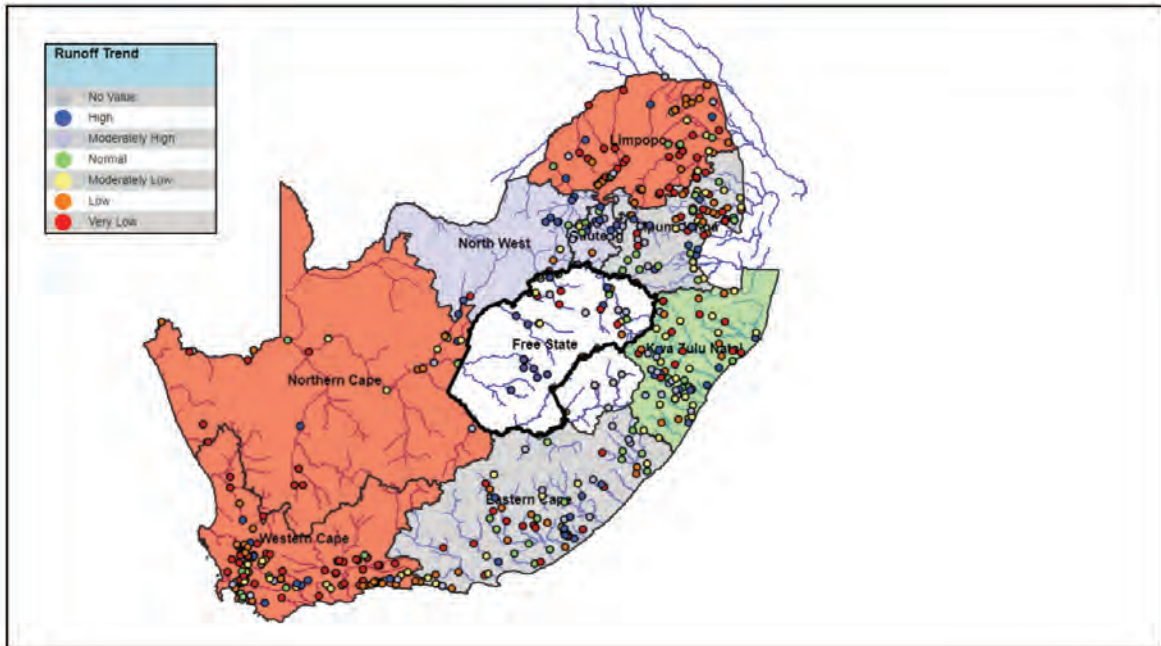 Runoff Trend
No Value
High
Moderately High
Normal
Moderately Low
Low
Very Low
Limpopo
North West
Gauteng
Free State
Kwa Zulu Natal
Northern Cape
Eastern Cape
Western Cape